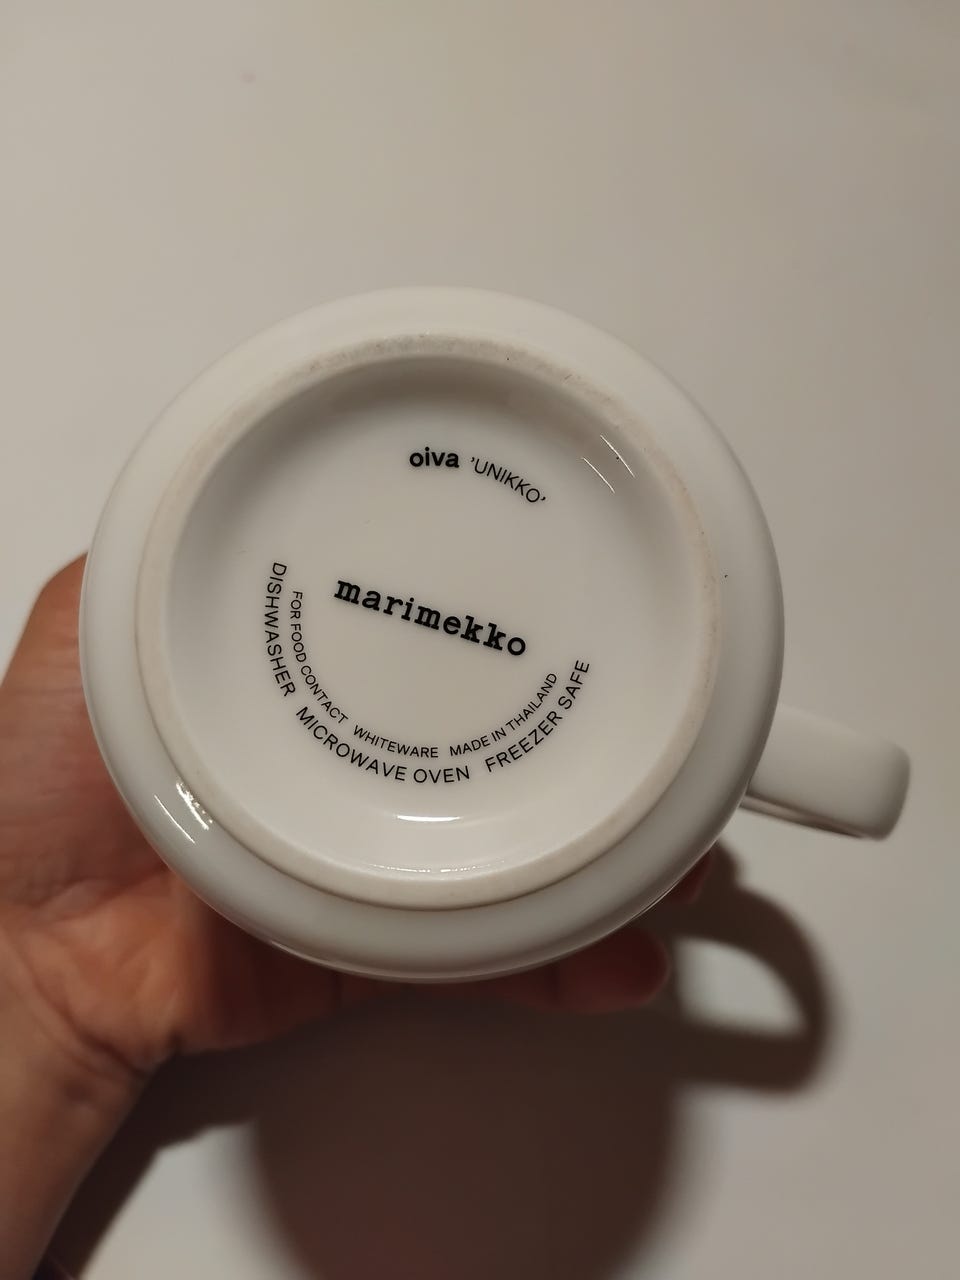 oiva 'UNIKKO'
marimekko
FOR FOOD CONTACT WHITEWARE MADE IN THAILAND
DISHWASHER MICROWAVE OVEN FREEZER SAFE